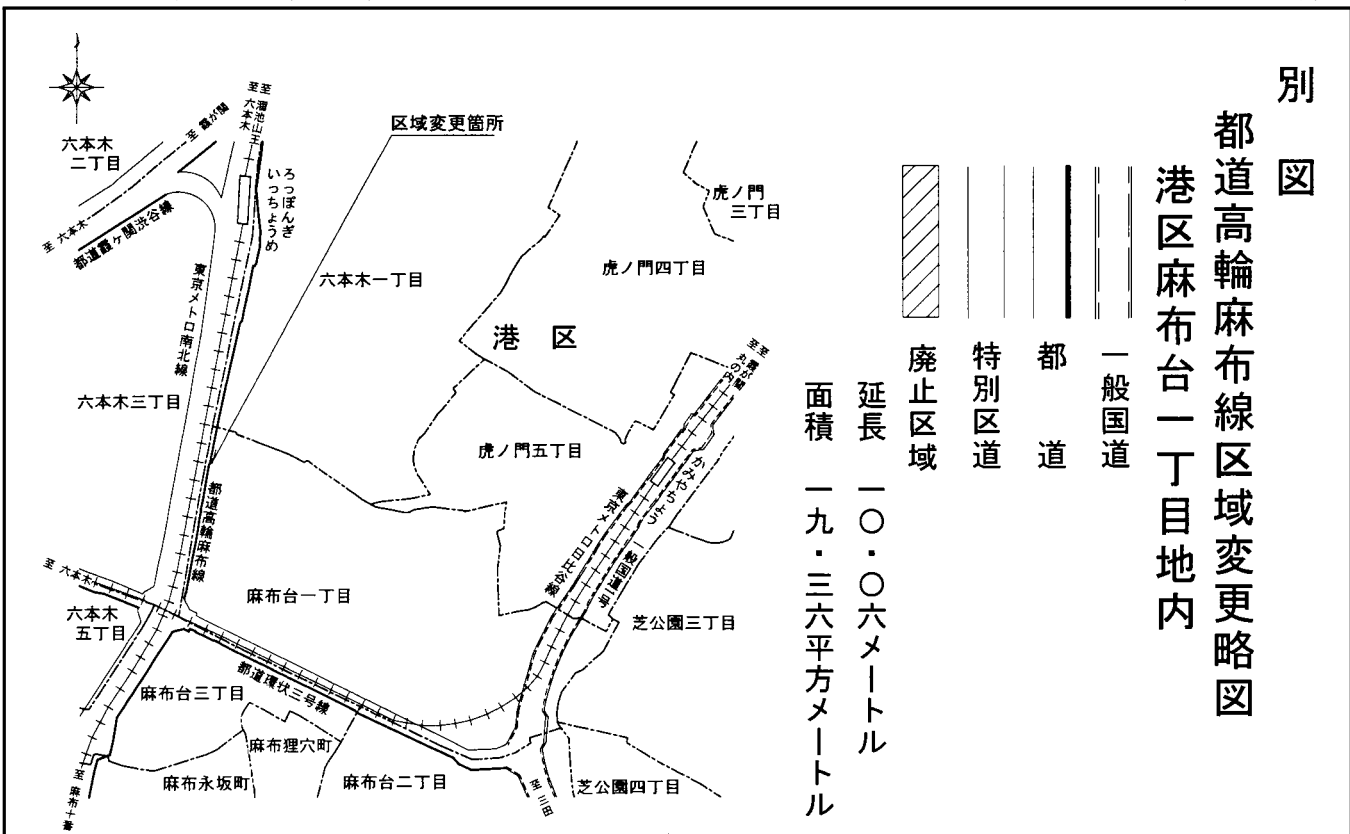 別図
都道高輪麻布線区域変更略図
港区麻布台一丁目地内
一般国道
都道
特別区道
廃止区域
延長 一〇・〇六メートル
面積 一九・三六平方メートル
区域変更箇所
至 溜池山王
至 六本木
至 霞が関
六本木
二丁目
ろっぽんぎ
いっちょうめ
至 六本木
都道霞ヶ関渋谷線
東京メトロ南北線
六本木一丁目
虎ノ門
三丁目
虎ノ門四丁目
港区
至 霞が関
至 丸の内
六本木三丁目
虎ノ門五丁目
かみやちょう
東京メトロ日比谷線
一般国道一号
都道高輪麻布線
至 六本木
六本木
五丁目
麻布台一丁目
芝公園三丁目
都道環状三号線
麻布台三丁目
麻布狸穴町
麻布永坂町
麻布台二丁目
芝公園四丁目
至 三田
至 麻布十番